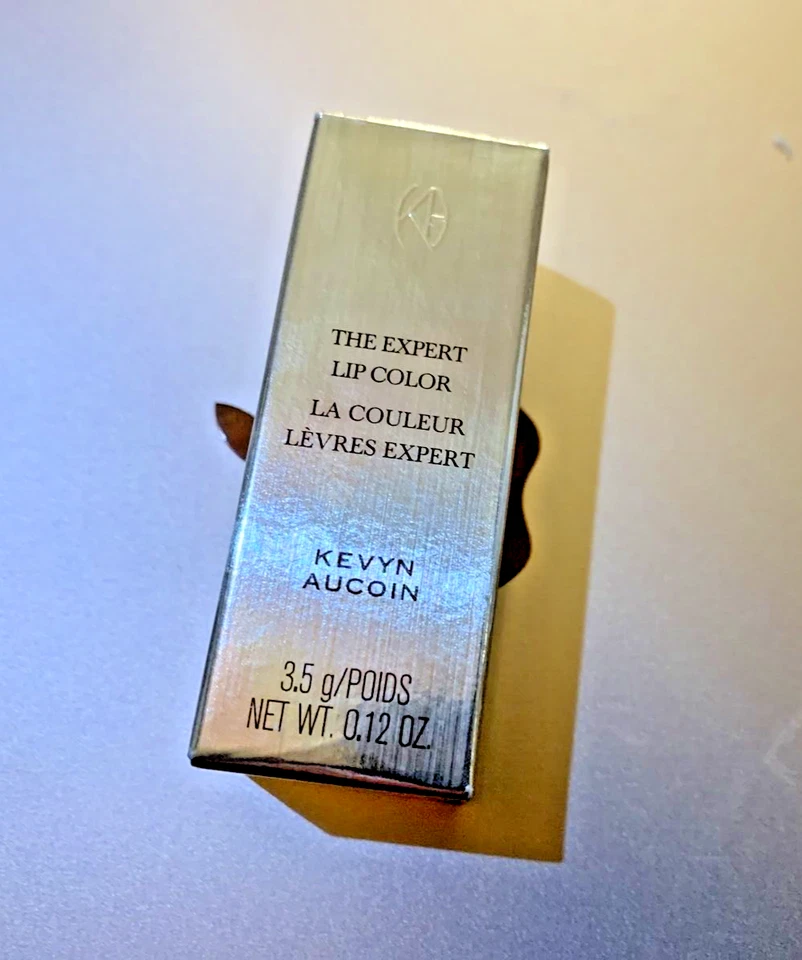 THE EXPERT
LIP COLOR
LA COULEUR
LÈVRES EXPERT
KEVYN
AUCOIN
3.5 g/POIDS
NET WT. 0.12 OZ.